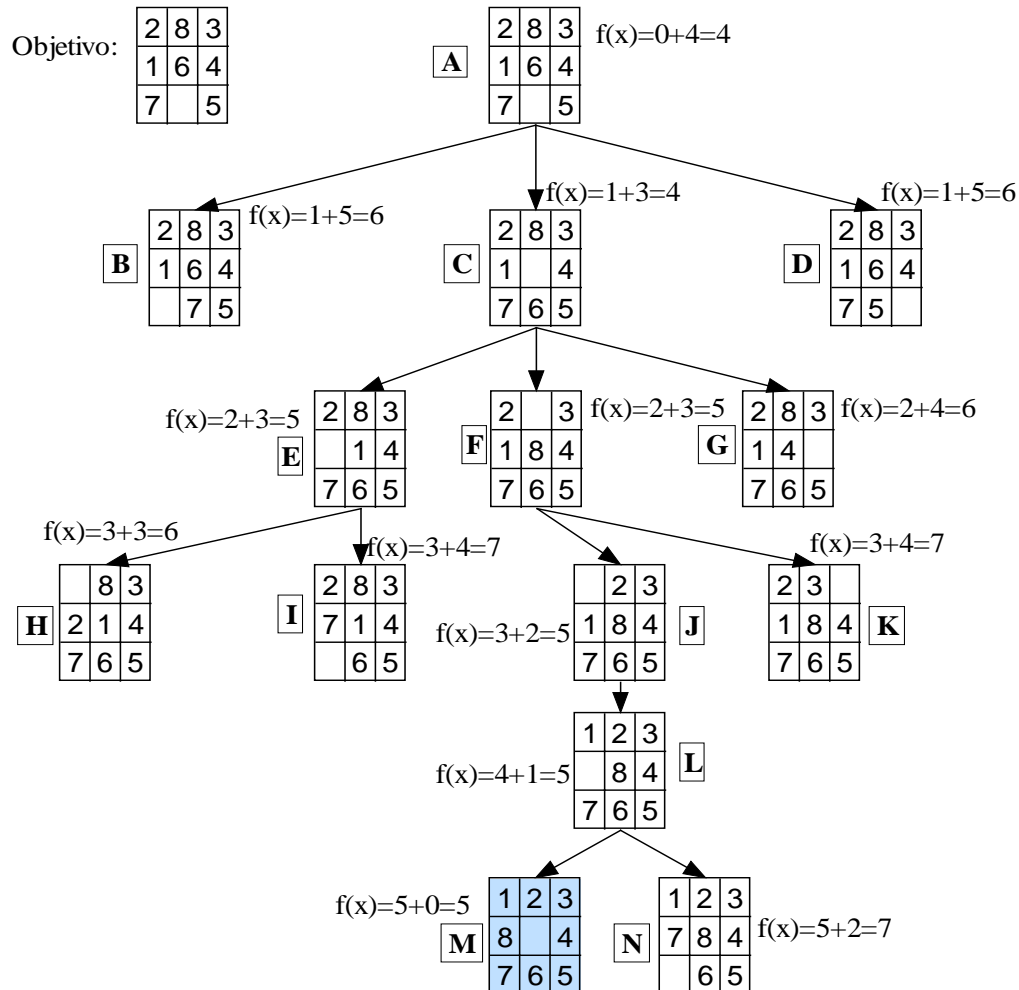 Objetivo:
2 8 3
1 6 4
7 5
A
2 8 3
1 6 4
7 5
f(x)=0+4=4
B
2 8 3
1 6 4
7 5
f(x)=1+5=6
C
2 8 3
1 4
7 6 5
f(x)=1+3=4
D
2 8 3
1 6 4
7 5
f(x)=1+5=6
f(x)=2+3=5
E
2 8 3
1 4
7 6 5
F
2 3
1 8 4
7 6 5
f(x)=2+3=5
G
2 8 3
1 4
7 6 5
f(x)=2+4=6
f(x)=3+3=6
H
8 3
2 1 4
7 6 5
f(x)=3+4=7
I
2 8 3
7 1 4
6 5
f(x)=3+2=5
2 3
1 8 4
7 6 5
J
f(x)=3+4=7
2 3
1 8 4
7 6 5
K
f(x)=4+1=5
1 2 3
8 4
7 6 5
L
f(x)=5+0=5
M
1 2 3
8 4
7 6 5
N
1 2 3
7 8 4
6 5
f(x)=5+2=7